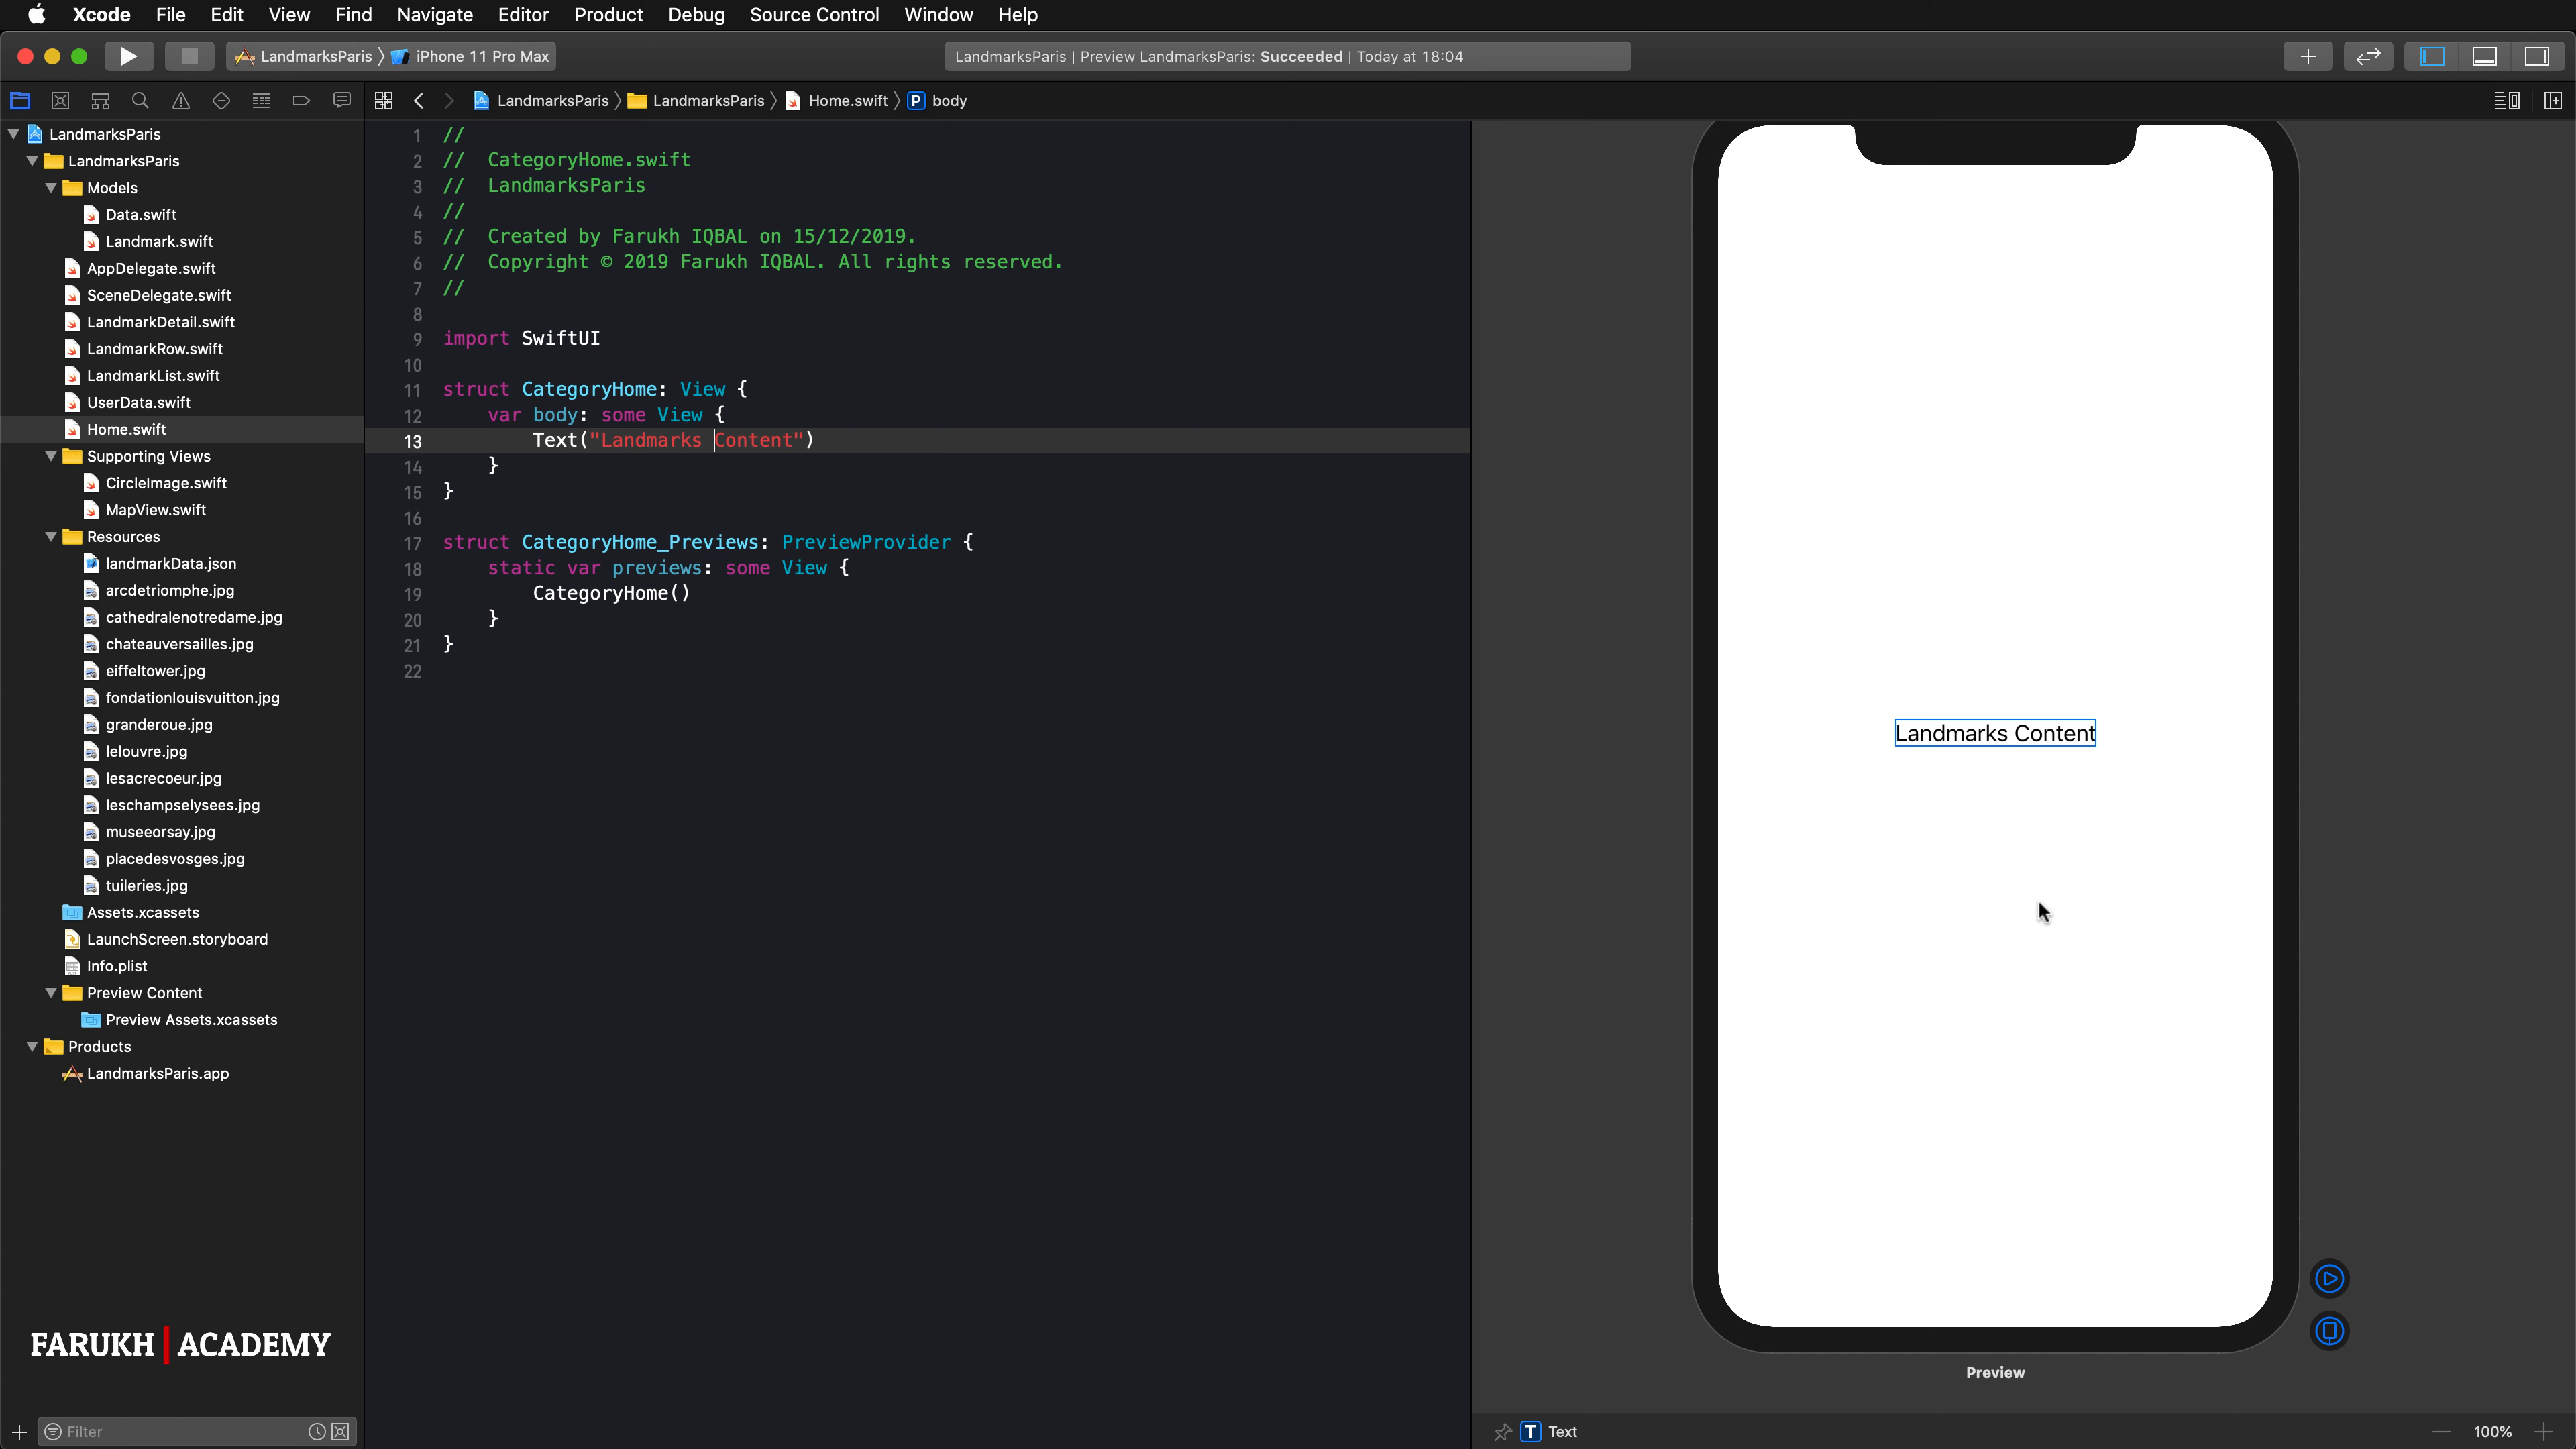 Xcode File Edit View Find Navigate Editor Product Debug Source Control Window Help
LandmarksParis 〉 iPhone 11 Pro Max
LandmarksParis | Preview LandmarksParis: Succeeded | Today at 18:04
LandmarksParis 〉 LandmarksParis 〉 Home.swift 〉 P body
LandmarksParis
LandmarksParis
Models
Data.swift
Landmark.swift
AppDelegate.swift
SceneDelegate.swift
LandmarkDetail.swift
LandmarkRow.swift
LandmarkList.swift
UserData.swift
Home.swift
Supporting Views
CircleImage.swift
MapView.swift
Resources
landmarkData.json
arcdetriomphe.jpg
cathedralenotredame.jpg
chateauversailles.jpg
eiffeltower.jpg
fondationlouisvuitton.jpg
granderoue.jpg
lelouvre.jpg
lesacrecoeur.jpg
leschampselysees.jpg
museeorsay.jpg
placedesvosges.jpg
tuileries.jpg
Assets.xcassets
LaunchScreen.storyboard
Info.plist
Preview Content
Preview Assets.xcassets
Products
LandmarksParis.app
FARUKH | ACADEMY
Filter
1 //
2 // CategoryHome.swift
3 // LandmarksParis
4 //
5 // Created by Farukh IQBAL on 15/12/2019.
6 // Copyright © 2019 Farukh IQBAL. All rights reserved.
7 //
8
9 import SwiftUI
10
11 struct CategoryHome: View {
12 var body: some View {
13 Text("Landmarks Content")
14 }
15 }
16
17 struct CategoryHome_Previews: PreviewProvider {
18 static var previews: some View {
19 CategoryHome()
20 }
21 }
22
Landmarks Content
Preview
T Text
100%